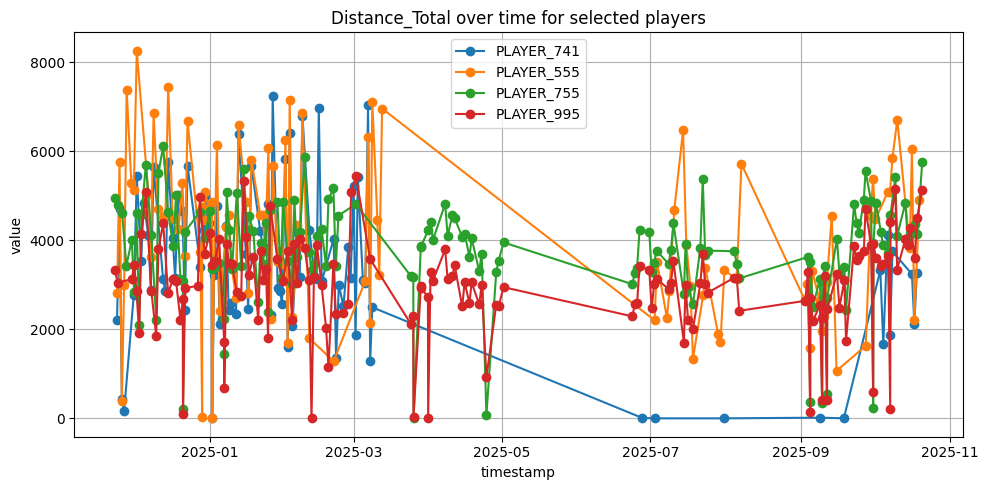 Distance_Total over time for selected players
PLAYER_741
PLAYER_555
PLAYER_755
PLAYER_995
value
8000
6000
4000
2000
0
2025-01
2025-03
2025-05
2025-07
2025-09
2025-11
timestamp